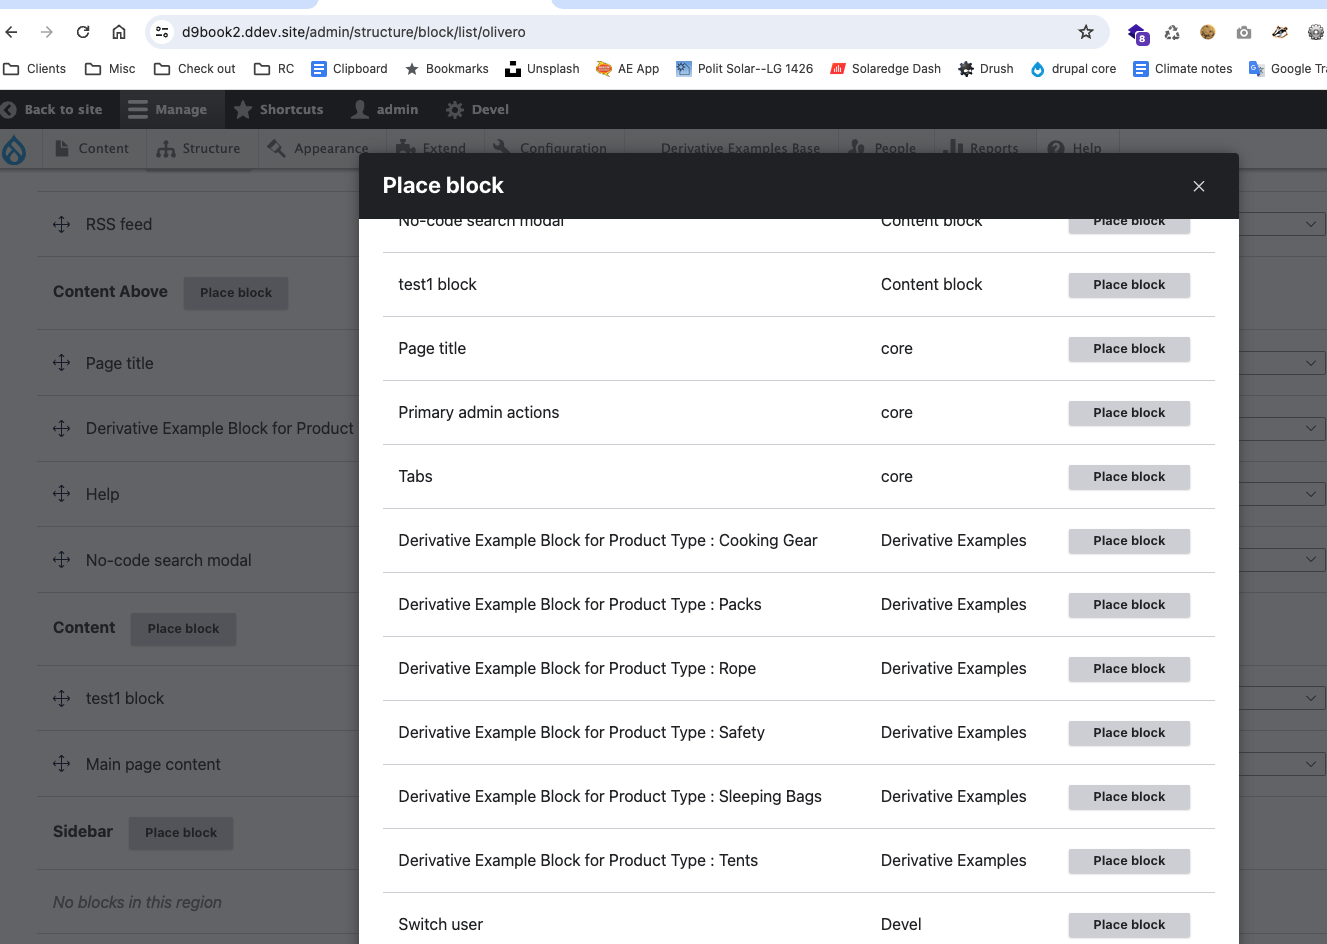 d9book2.ddev.site/admin/structure/block/list/olivero
8
Clients Misc Check out RC Clipboard Bookmarks Unsplash AE App Polit Solar--LG 1426 Solaredge Dash Drush drupal core Climate notes Google Tra
Back to site Manage Shortcuts admin Devel
Content Structure Appearance Extend Configuration Derivative Examples Base People Reports Help
Place block
RSS feed
Content Above Place block
Page title
Derivative Example Block for Product
Help
No-code search modal
Content Place block
test1 block
Main page content
Sidebar Place block
No blocks in this region
No-code search modal Content block Place block
test1 block Content block Place block
Page title core Place block
Primary admin actions core Place block
Tabs core Place block
Derivative Example Block for Product Type : Cooking Gear Derivative Examples Place block
Derivative Example Block for Product Type : Packs Derivative Examples Place block
Derivative Example Block for Product Type : Rope Derivative Examples Place block
Derivative Example Block for Product Type : Safety Derivative Examples Place block
Derivative Example Block for Product Type : Sleeping Bags Derivative Examples Place block
Derivative Example Block for Product Type : Tents Derivative Examples Place block
Switch user Devel Place block